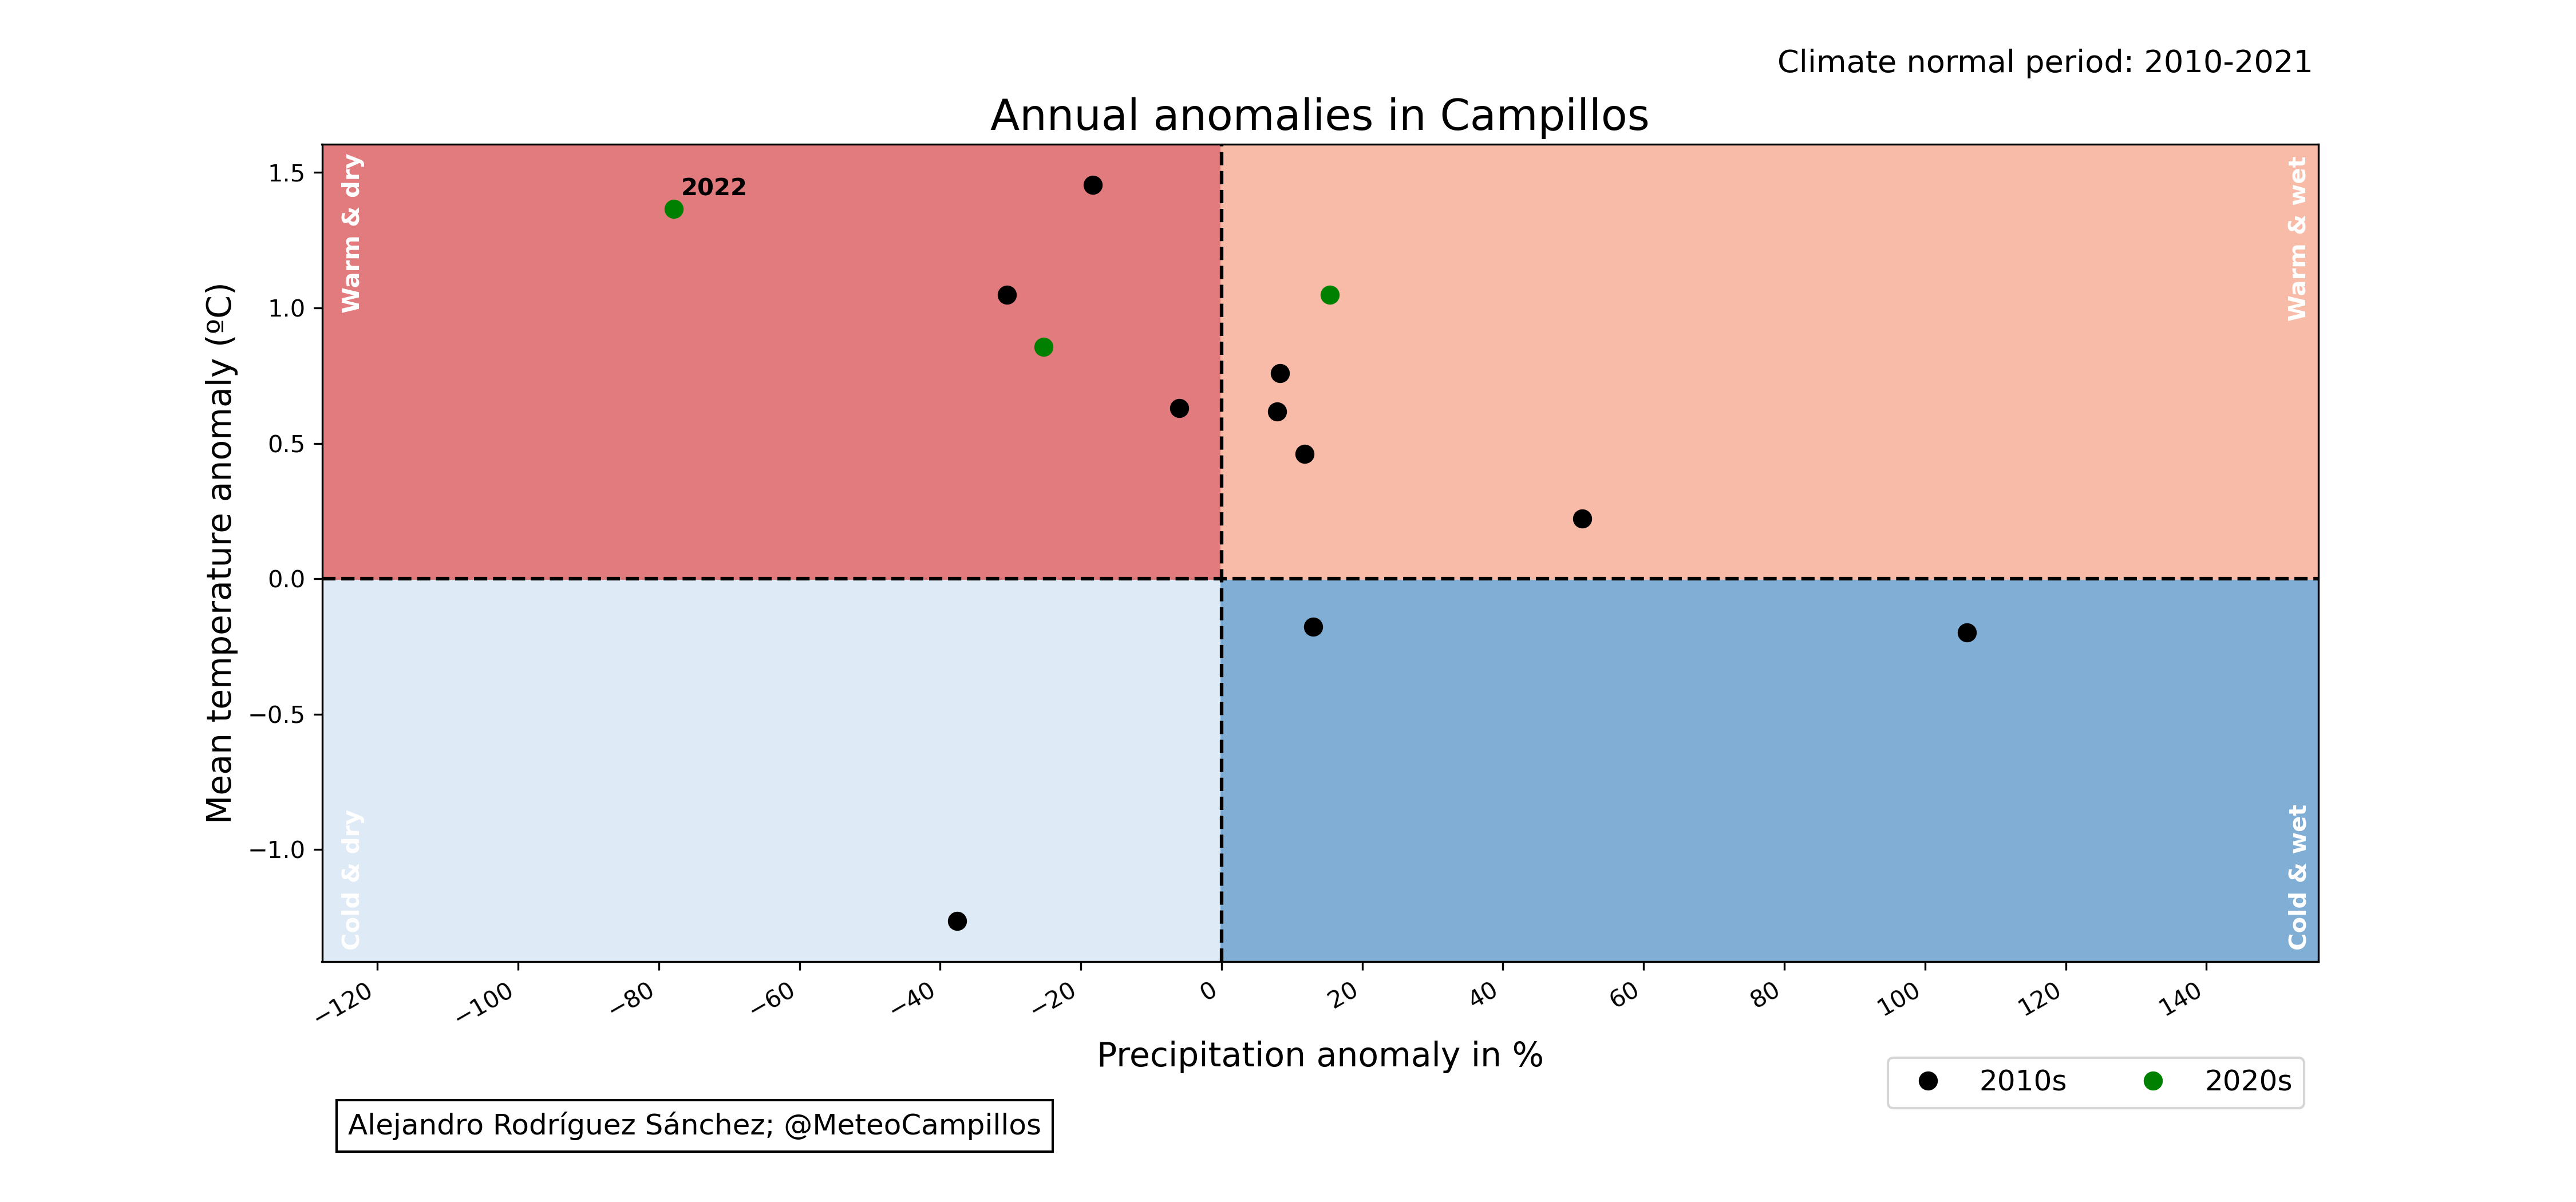 Climate normal period: 2010-2021
Annual anomalies in Campillos
Mean temperature anomaly (ºC)
1.5
1.0
0.5
0.0
−0.5
−1.0
Warm & dry
2022
Warm & wet
Cold & dry
Cold & wet
−120 −100 −80 −60 −40 −20 0 20 40 60 80 100 120 140
Precipitation anomaly in %
2010s 2020s
Alejandro Rodríguez Sánchez; @MeteoCampillos